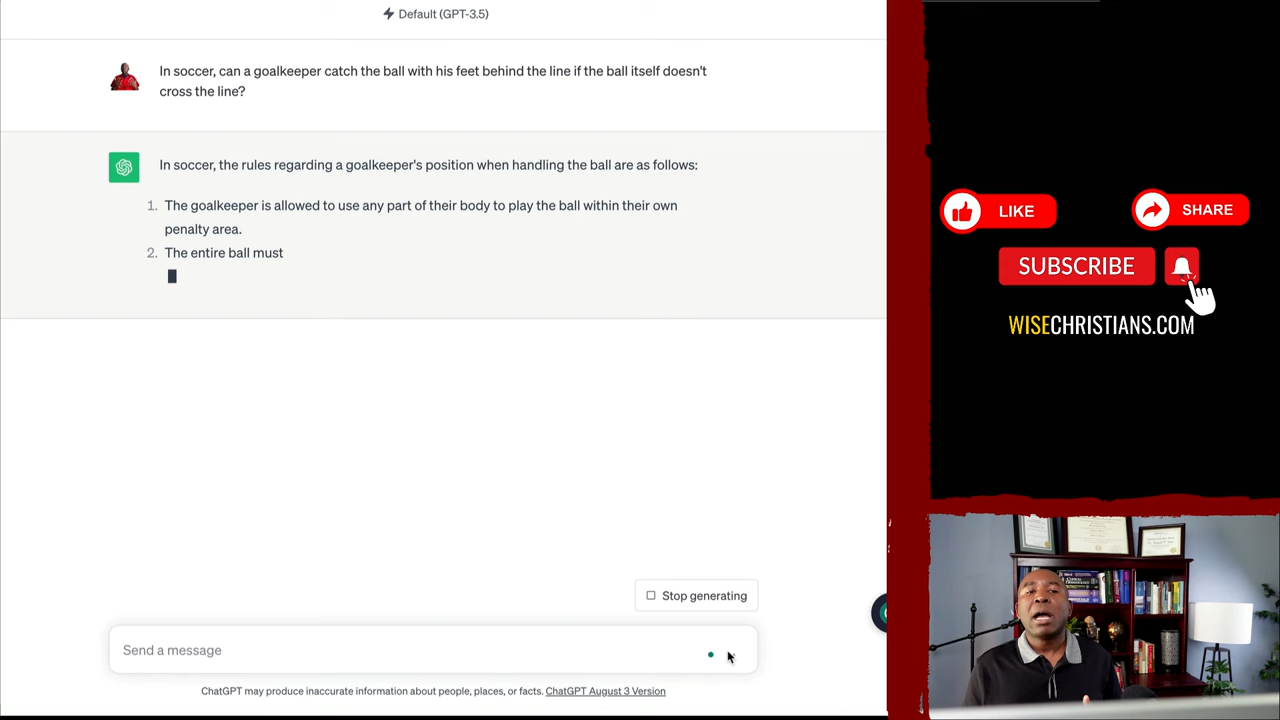 Default (GPT-3.5)
In soccer, can a goalkeeper catch the ball with his feet behind the line if the ball itself doesn't
cross the line?
In soccer, the rules regarding a goalkeeper's position when handling the ball are as follows:
1. The goalkeeper is allowed to use any part of their body to play the ball within their own
penalty area.
2. The entire ball must
Stop generating
Send a message
ChatGPT may produce inaccurate information about people, places, or facts. ChatGPT August 3 Version
LIKE
SHARE
SUBSCRIBE
WISECHRISTIANS.COM